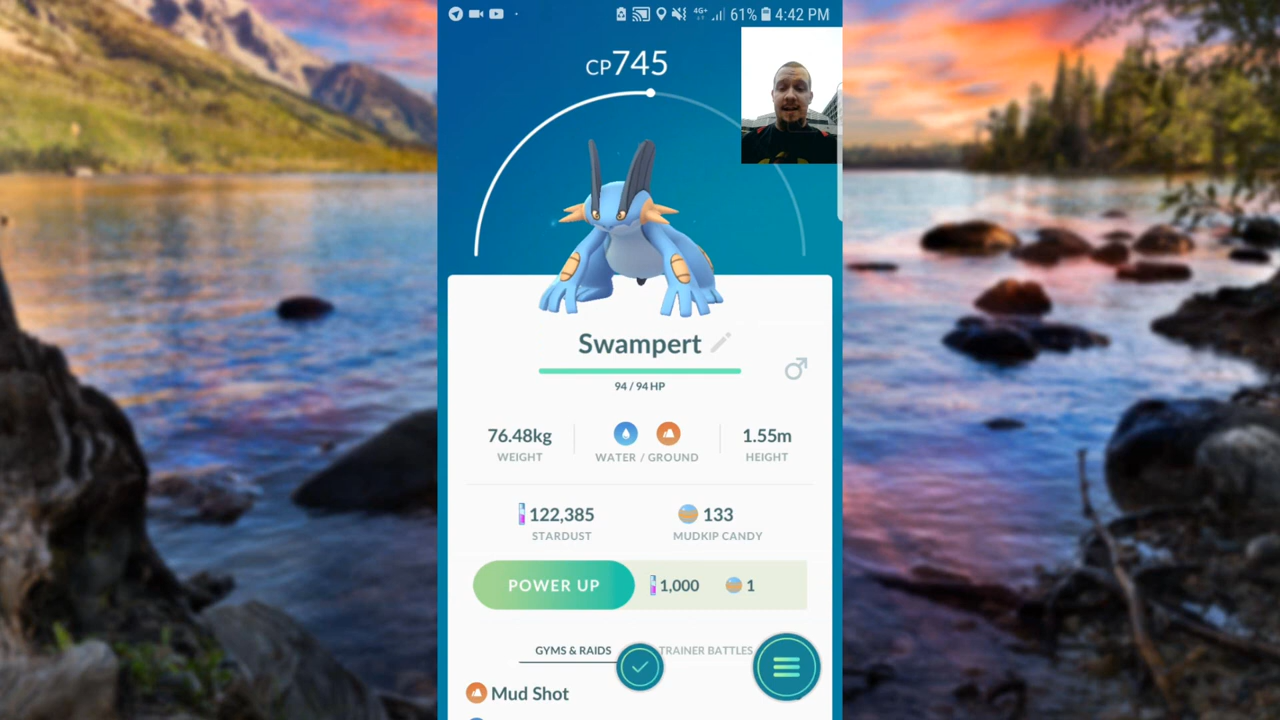 4G+ 61% 4:42 PM
CP745
Swampert
94 / 94 HP
76.48kg
WEIGHT
WATER / GROUND
1.55m
HEIGHT
122,385
STARDUST
133
MUDKIP CANDY
POWER UP 1,000 1
GYMS & RAIDS TRAINER BATTLES
Mud Shot